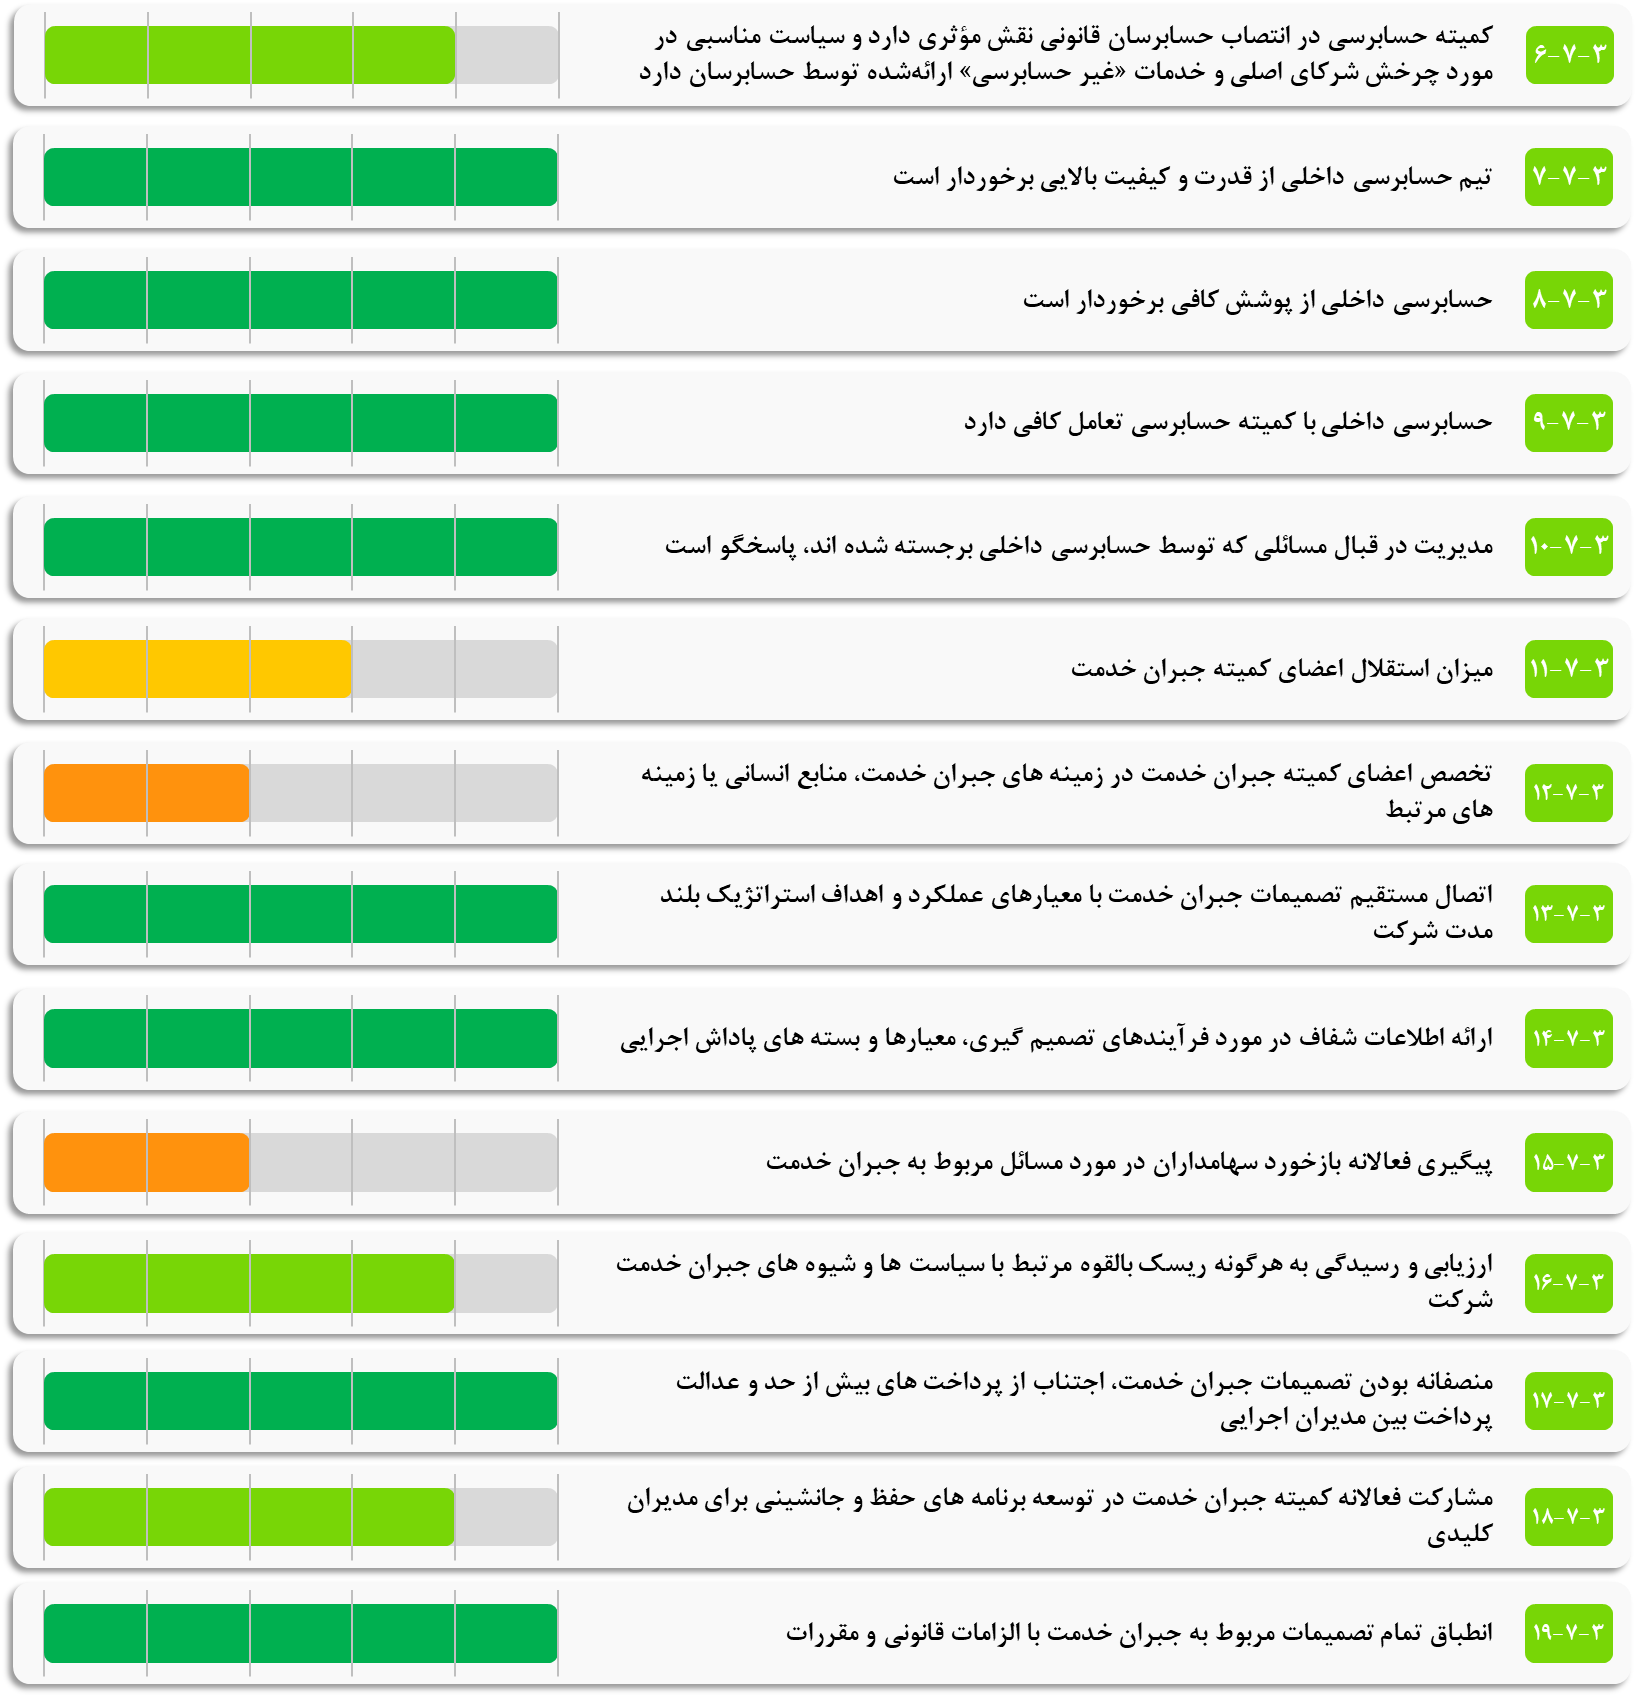 ۳-۷-۶
کمیته حسابرسی در انتصاب حسابرسان قانونی نقش مؤثری دارد و سیاست مناسبی در
مورد چرخش شرکای اصلی و خدمات «غیر حسابرسی» ارائه‌شده توسط حسابرسان دارد
۳-۷-۷
تیم حسابرسی داخلی از قدرت و کیفیت بالایی برخوردار است
۳-۷-۸
حسابرسی داخلی از پوشش کافی برخوردار است
۳-۷-۹
حسابرسی داخلی با کمیته حسابرسی تعامل کافی دارد
۳-۷-۱۰
مدیریت در قبال مسائلی که توسط حسابرسی داخلی برجسته شده اند، پاسخگو است
۳-۷-۱۱
میزان استقلال اعضای کمیته جبران خدمت
۳-۷-۱۲
تخصص اعضای کمیته جبران خدمت در زمینه های جبران خدمت، منابع انسانی یا زمینه
های مرتبط
۳-۷-۱۳
اتصال مستقیم تصمیمات جبران خدمت با معیارهای عملکرد و اهداف استراتژیک بلند
مدت شرکت
۳-۷-۱۴
ارائه اطلاعات شفاف در مورد فرآیندهای تصمیم گیری، معیارها و بسته های پاداش اجرایی
۳-۷-۱۵
پیگیری فعالانه بازخورد سهامداران در مورد مسائل مربوط به جبران خدمت
۳-۷-۱۶
ارزیابی و رسیدگی به هرگونه ریسک بالقوه مرتبط با سیاست ها و شیوه های جبران خدمت
شرکت
۳-۷-۱۷
منصفانه بودن تصمیمات جبران خدمت، اجتناب از پرداخت های بیش از حد و عدالت
پرداخت بین مدیران اجرایی
۳-۷-۱۸
مشارکت فعالانه کمیته جبران خدمت در توسعه برنامه های حفظ و جانشینی برای مدیران
کلیدی
۳-۷-۱۹
انطباق تمام تصمیمات مربوط به جبران خدمت با الزامات قانونی و مقررات